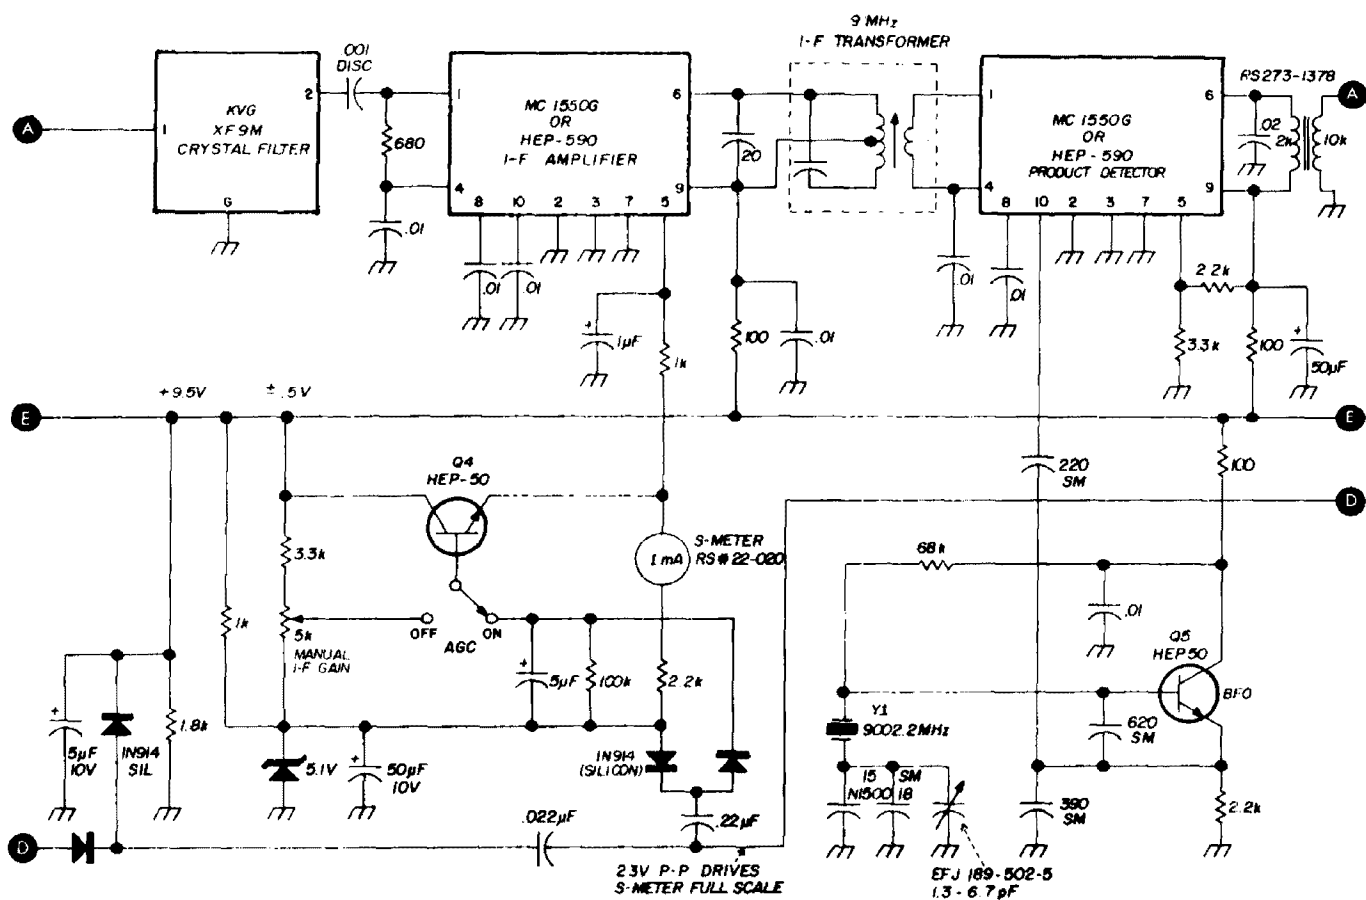 9 MHz
I-F TRANSFORMER
.001
DISC
RS273-1378
A
1
2
KVG
XF9M
CRYSTAL FILTER
G
680
.01
1
4
MC 1550G
OR
HEP-590
I-F AMPLIFIER
6
9
8
10
2
3
7
5
.01
.01
20
1
4
MC 1550G
OR
HEP-590
PRODUCT DETECTOR
6
9
8
10
2
3
7
5
.02
2k
10k
A
.01
.01
1µF
1k
100
.01
2.2k
3.3k
100
50µF
+9.5V
± .5V
E
E
Q4
HEP-50
220
SM
100
D
S-METER
RS#22-020
1 mA
3.3k
68k
.01
1k
5k
MANUAL
I-F GAIN
OFF
AGC
ON
5µF
100k
2.2k
Q5
HEP50
BFO
Y1
9002.2MHz
620
SM
5µF
10V
1N914
SIL
1.8k
5.1V
50µF
10V
1N914
(SILICON)
15
N1500
SM
18
390
SM
2.2k
.022µF
.22µF
D
2.3V P-P DRIVES
S-METER FULL SCALE
EFJ 189-502-5
1.3-6.7pF